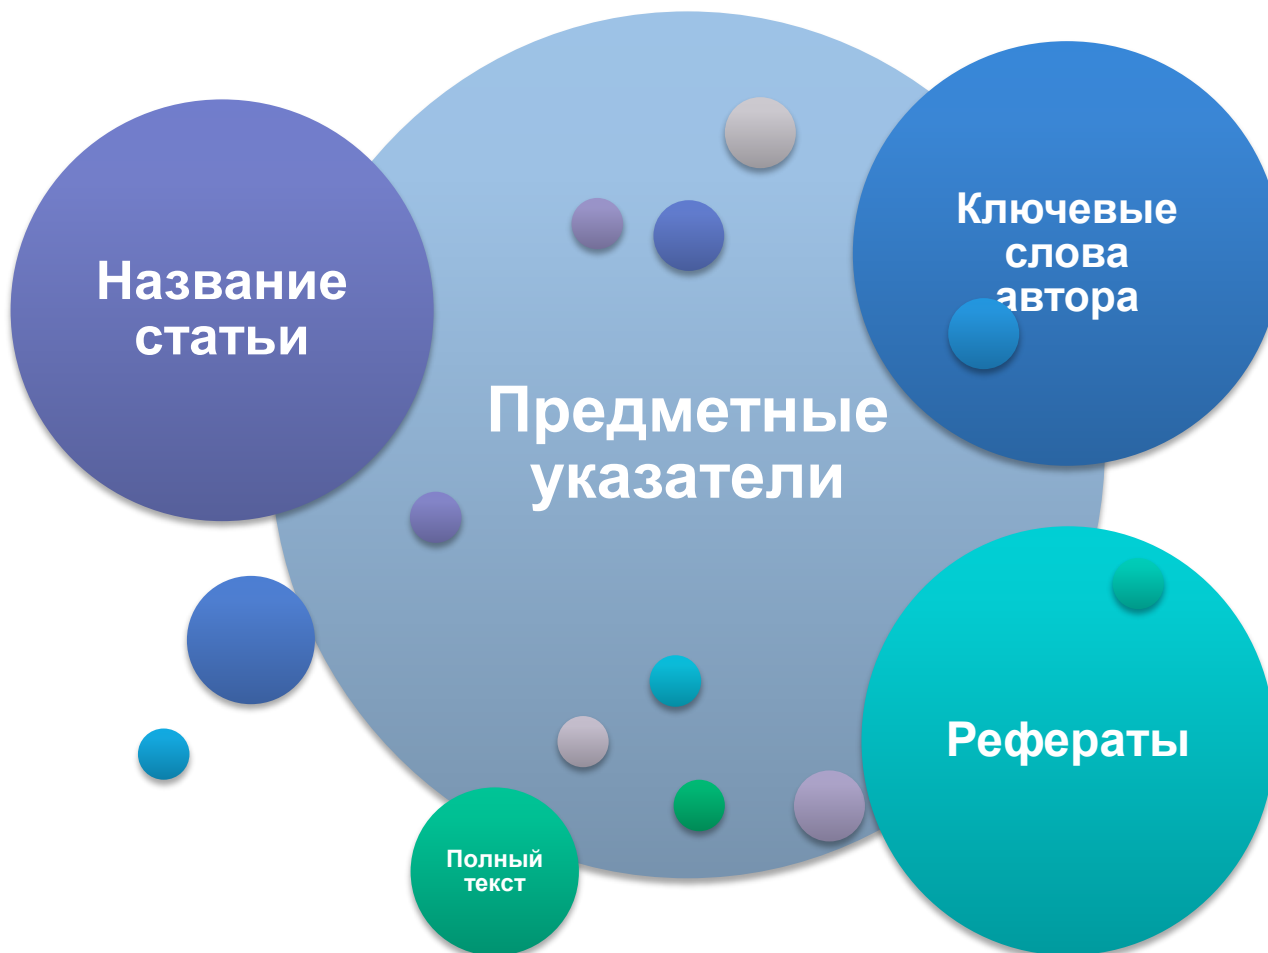 Название
статьи
Предметные
указатели
Ключевые
слова
автора
Рефераты
Полный
текст